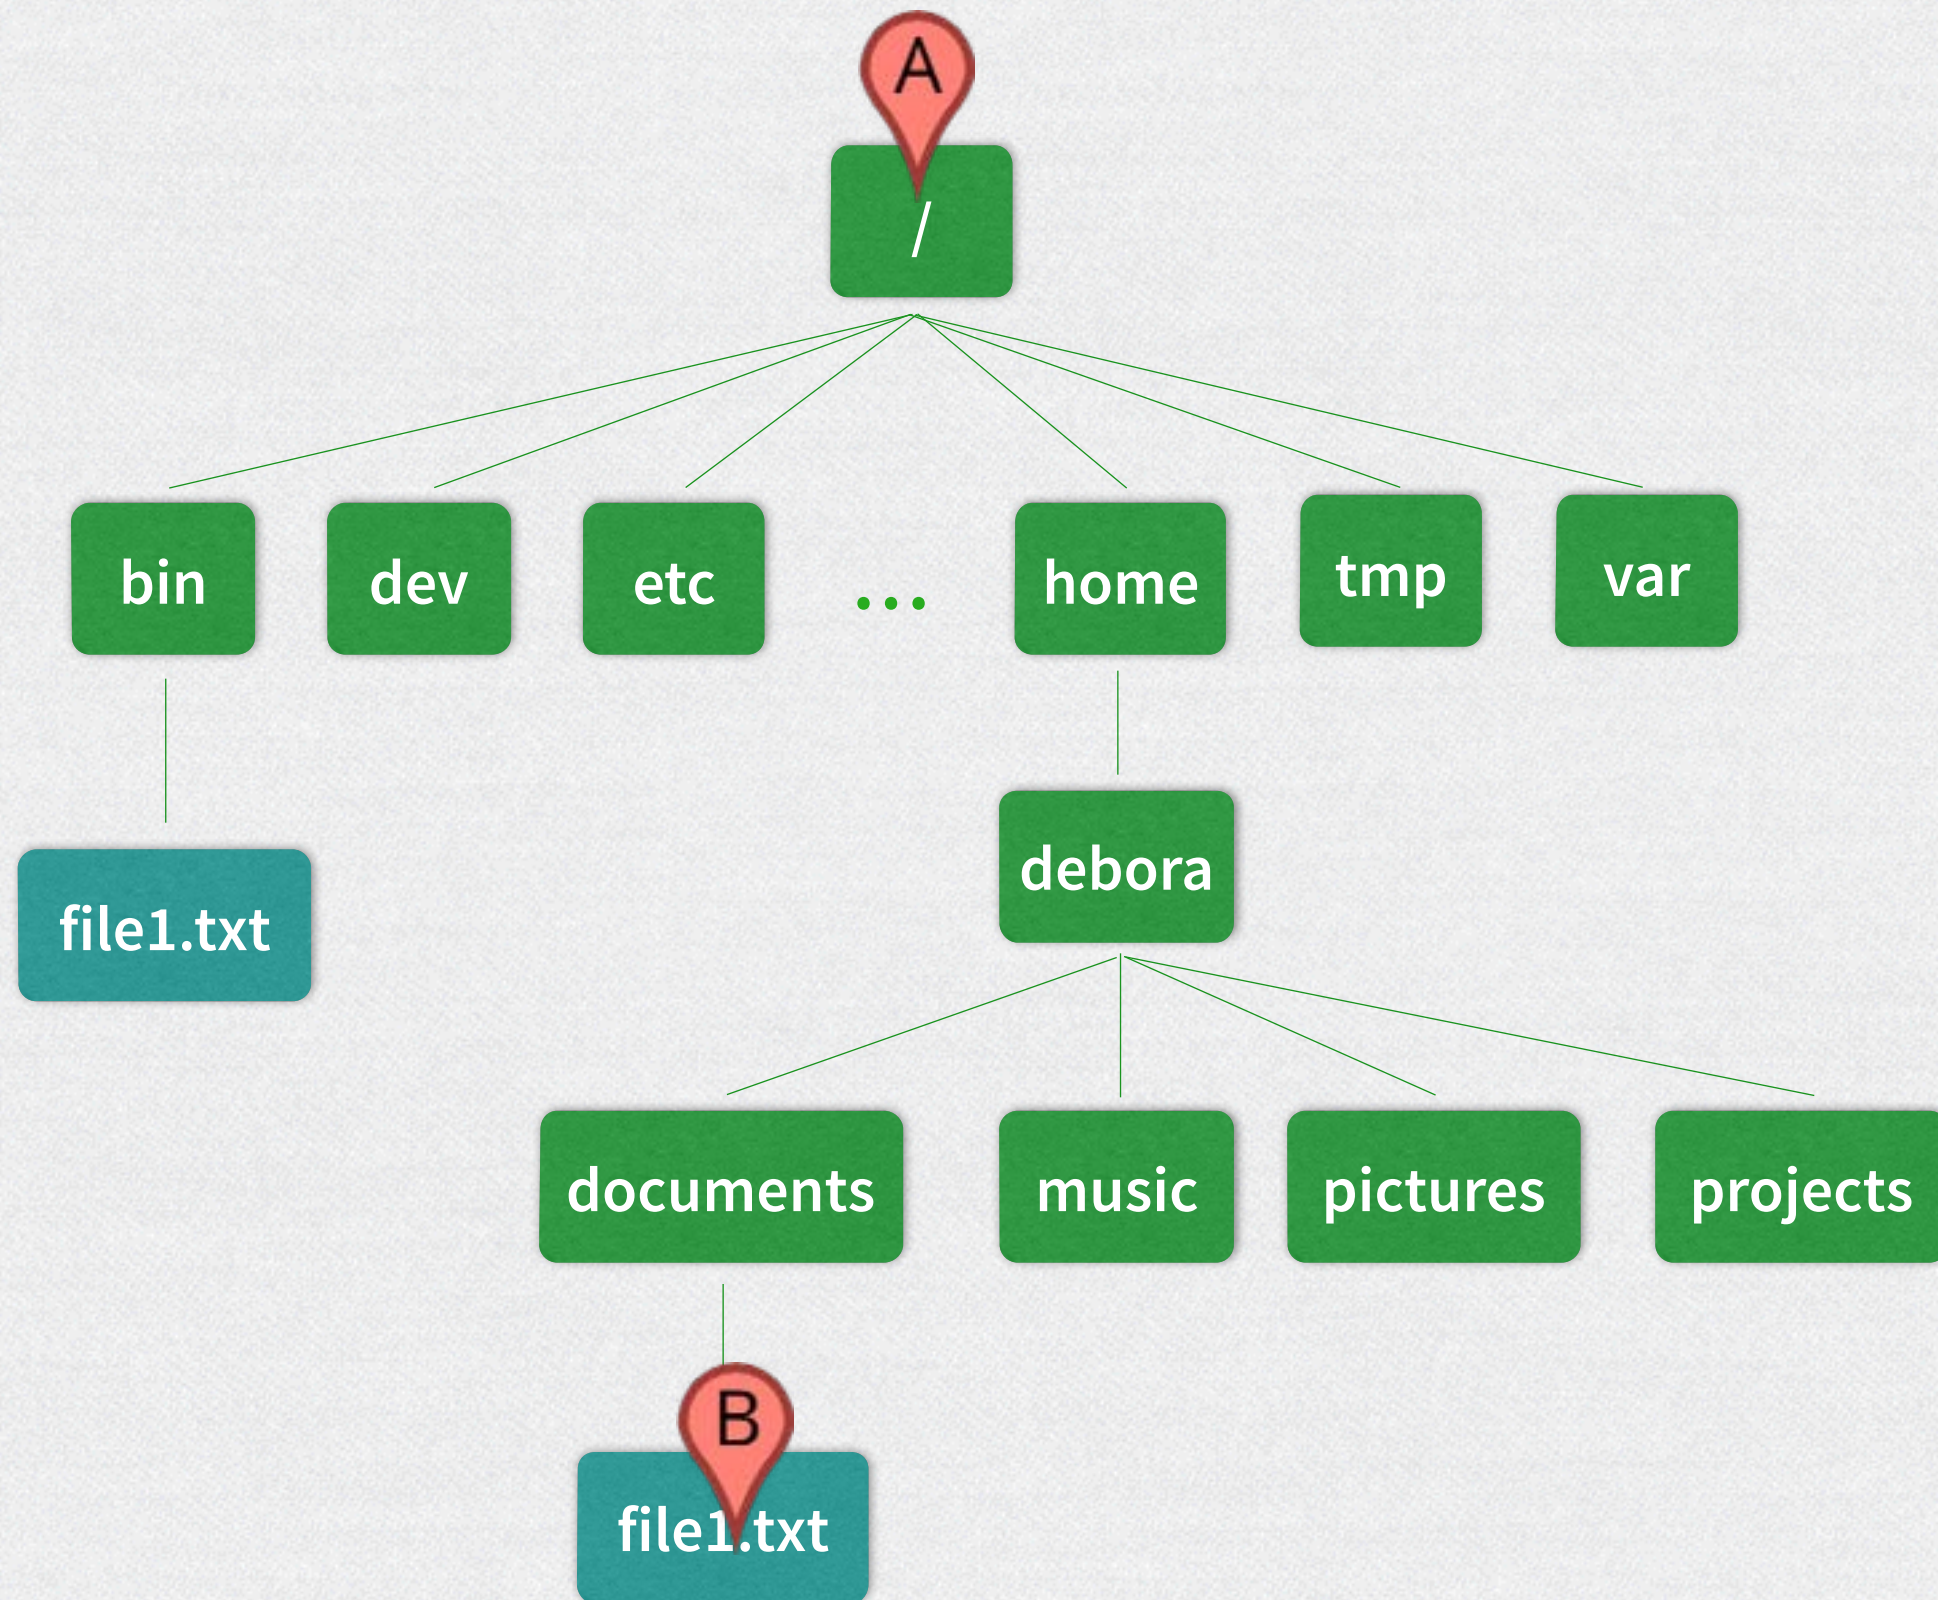 A
/
bin
dev
etc
...
home
tmp
var
file1.txt
debora
documents
music
pictures
projects
B
file1.txt